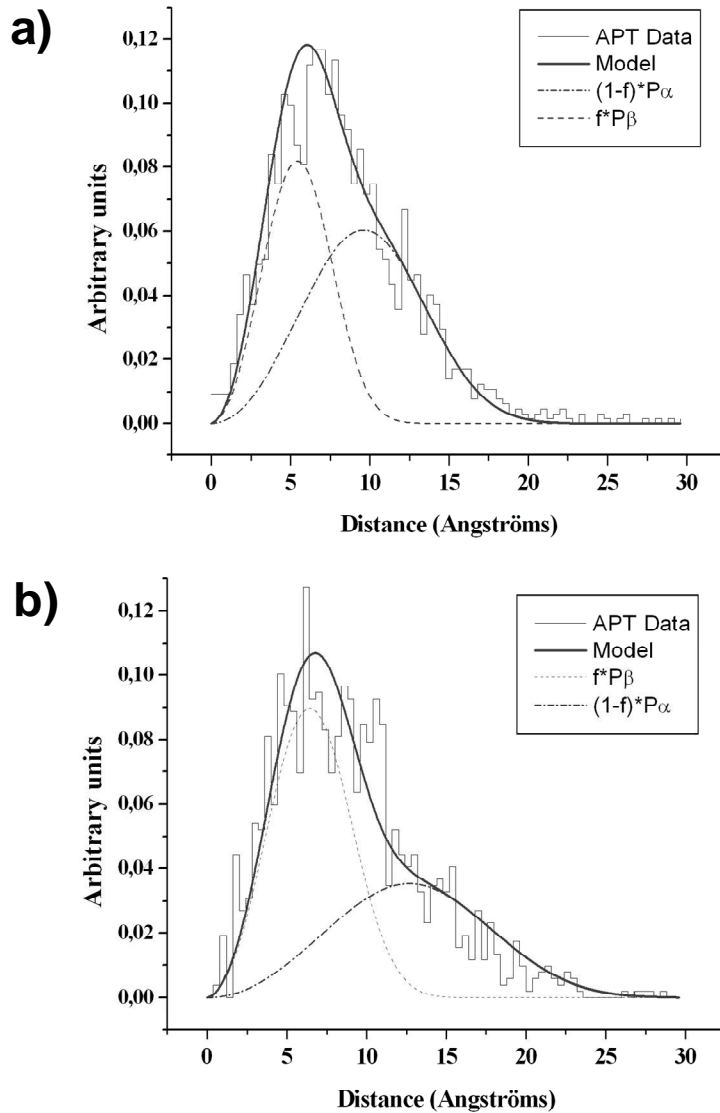 a)
0,12
0,10
0,08
0,06
0,04
0,02
0,00
Arbitrary units
APT Data
Model
(1-f)*Pα
f*Pβ
0 5 10 15 20 25 30
Distance (Angströms)
b)
0,12
0,10
0,08
0,06
0,04
0,02
0,00
Arbitrary units
APT Data
Model
f*Pβ
(1-f)*Pα
0 5 10 15 20 25 30
Distance (Angströms)